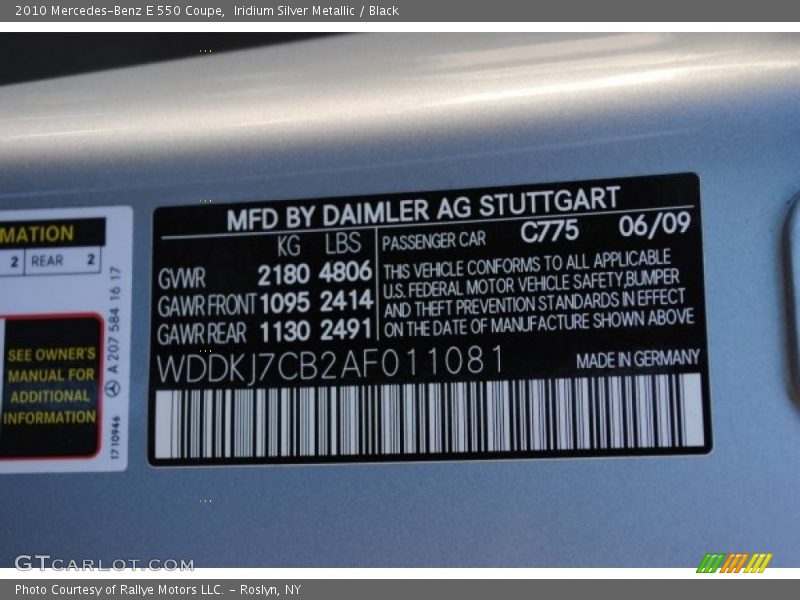 2010 Mercedes-Benz E 550 Coupe, Iridium Silver Metallic / Black
MFD BY DAIMLER AG STUTTGART
KG LBS
GVWR 2180 4806
GAWR FRONT 1095 2414
GAWR REAR 1130 2491
PASSENGER CAR C775 06/09
THIS VEHICLE CONFORMS TO ALL APPLICABLE
U.S. FEDERAL MOTOR VEHICLE SAFETY,BUMPER
AND THEFT PREVENTION STANDARDS IN EFFECT
ON THE DATE OF MANUFACTURE SHOWN ABOVE
WDDKJ7CB2AF011081 MADE IN GERMANY
MATION
2 REAR 2
SEE OWNER'S
MANUAL FOR
ADDITIONAL
INFORMATION
A 207 584 16 17
1710946
GTCARLOT.COM
Photo Courtesy of Rallye Motors LLC. - Roslyn, NY